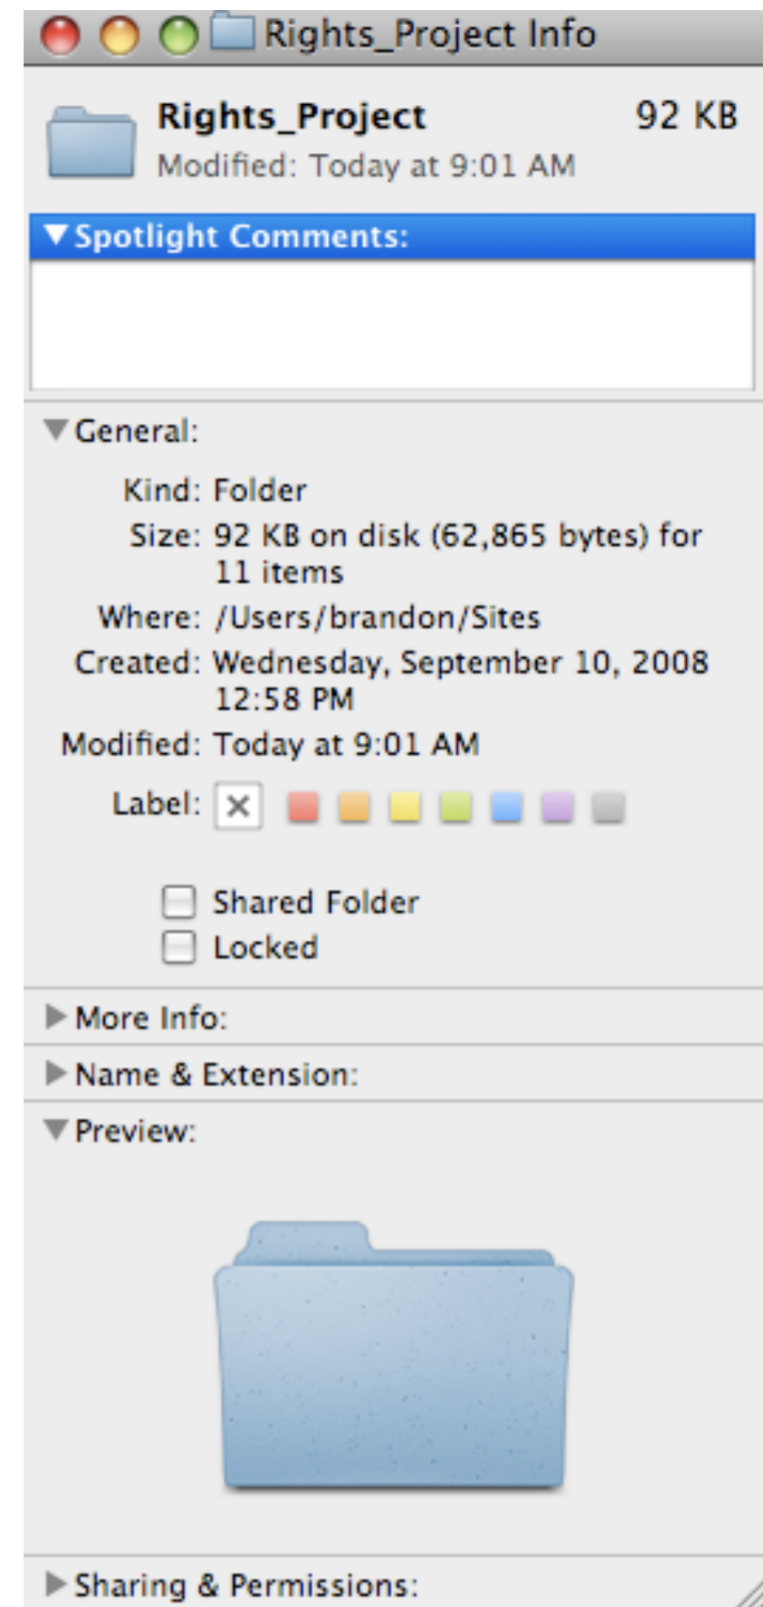 Rights_Project Info
Rights_Project 92 KB
Modified: Today at 9:01 AM
Spotlight Comments:
General:
Kind: Folder
Size: 92 KB on disk (62,865 bytes) for
11 items
Where: /Users/brandon/Sites
Created: Wednesday, September 10, 2008
12:58 PM
Modified: Today at 9:01 AM
Label:
Shared Folder
Locked
More Info:
Name & Extension:
Preview:
Sharing & Permissions: